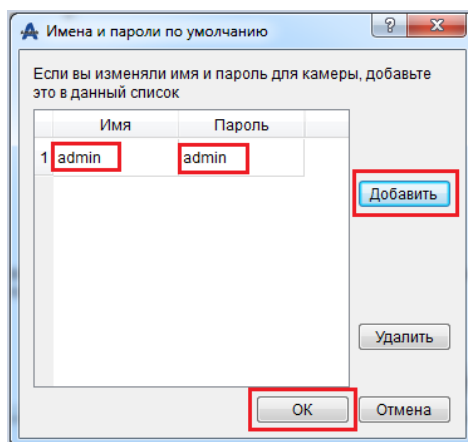 Имена и пароли по умолчанию
Если вы изменяли имя и пароль для камеры, добавьте
это в данный список
Имя Пароль
1 admin admin
Добавить
Удалить
ОК Отмена